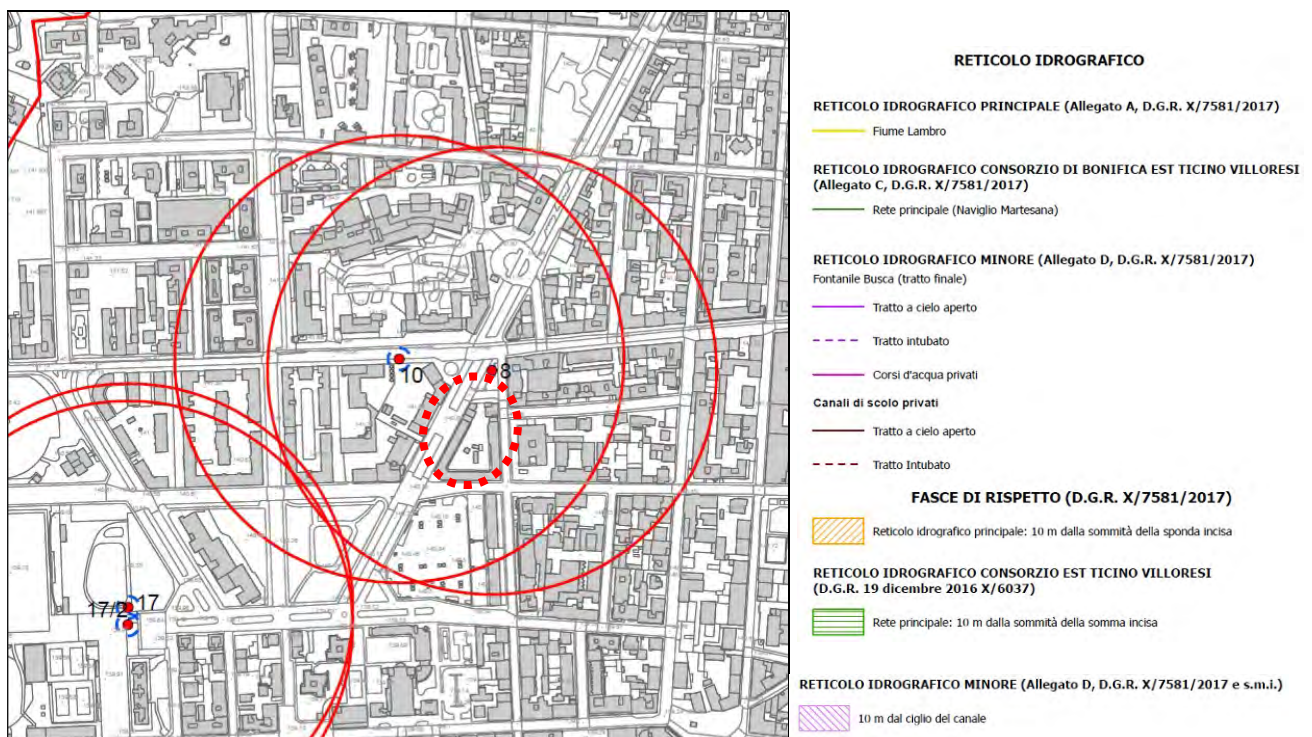 10
8
17/2
17
RETICOLO IDROGRAFICO
RETICOLO IDROGRAFICO PRINCIPALE (Allegato A, D.G.R. X/7581/2017)
Fiume Lambro
RETICOLO IDROGRAFICO CONSORZIO DI BONIFICA EST TICINO VILLORESI
(Allegato C, D.G.R. X/7581/2017)
Rete principale (Naviglio Martesana)
RETICOLO IDROGRAFICO MINORE (Allegato D, D.G.R. X/7581/2017)
Fontanile Busca (tratto finale)
Tratto a cielo aperto
Tratto intubato
Corsi d'acqua privati
Canali di scolo privati
Tratto a cielo aperto
Tratto Intubato
FASCE DI RISPETTO (D.G.R. X/7581/2017)
Reticolo idrografico principale: 10 m dalla sommità della sponda incisa
RETICOLO IDROGRAFICO CONSORZIO EST TICINO VILLORESI
(D.G.R. 19 dicembre 2016 X/6037)
Rete principale: 10 m dalla sommità della somma incisa
RETICOLO IDROGRAFICO MINORE (Allegato D, D.G.R. X/7581/2017 e s.m.i.)
10 m dal ciglio del canale